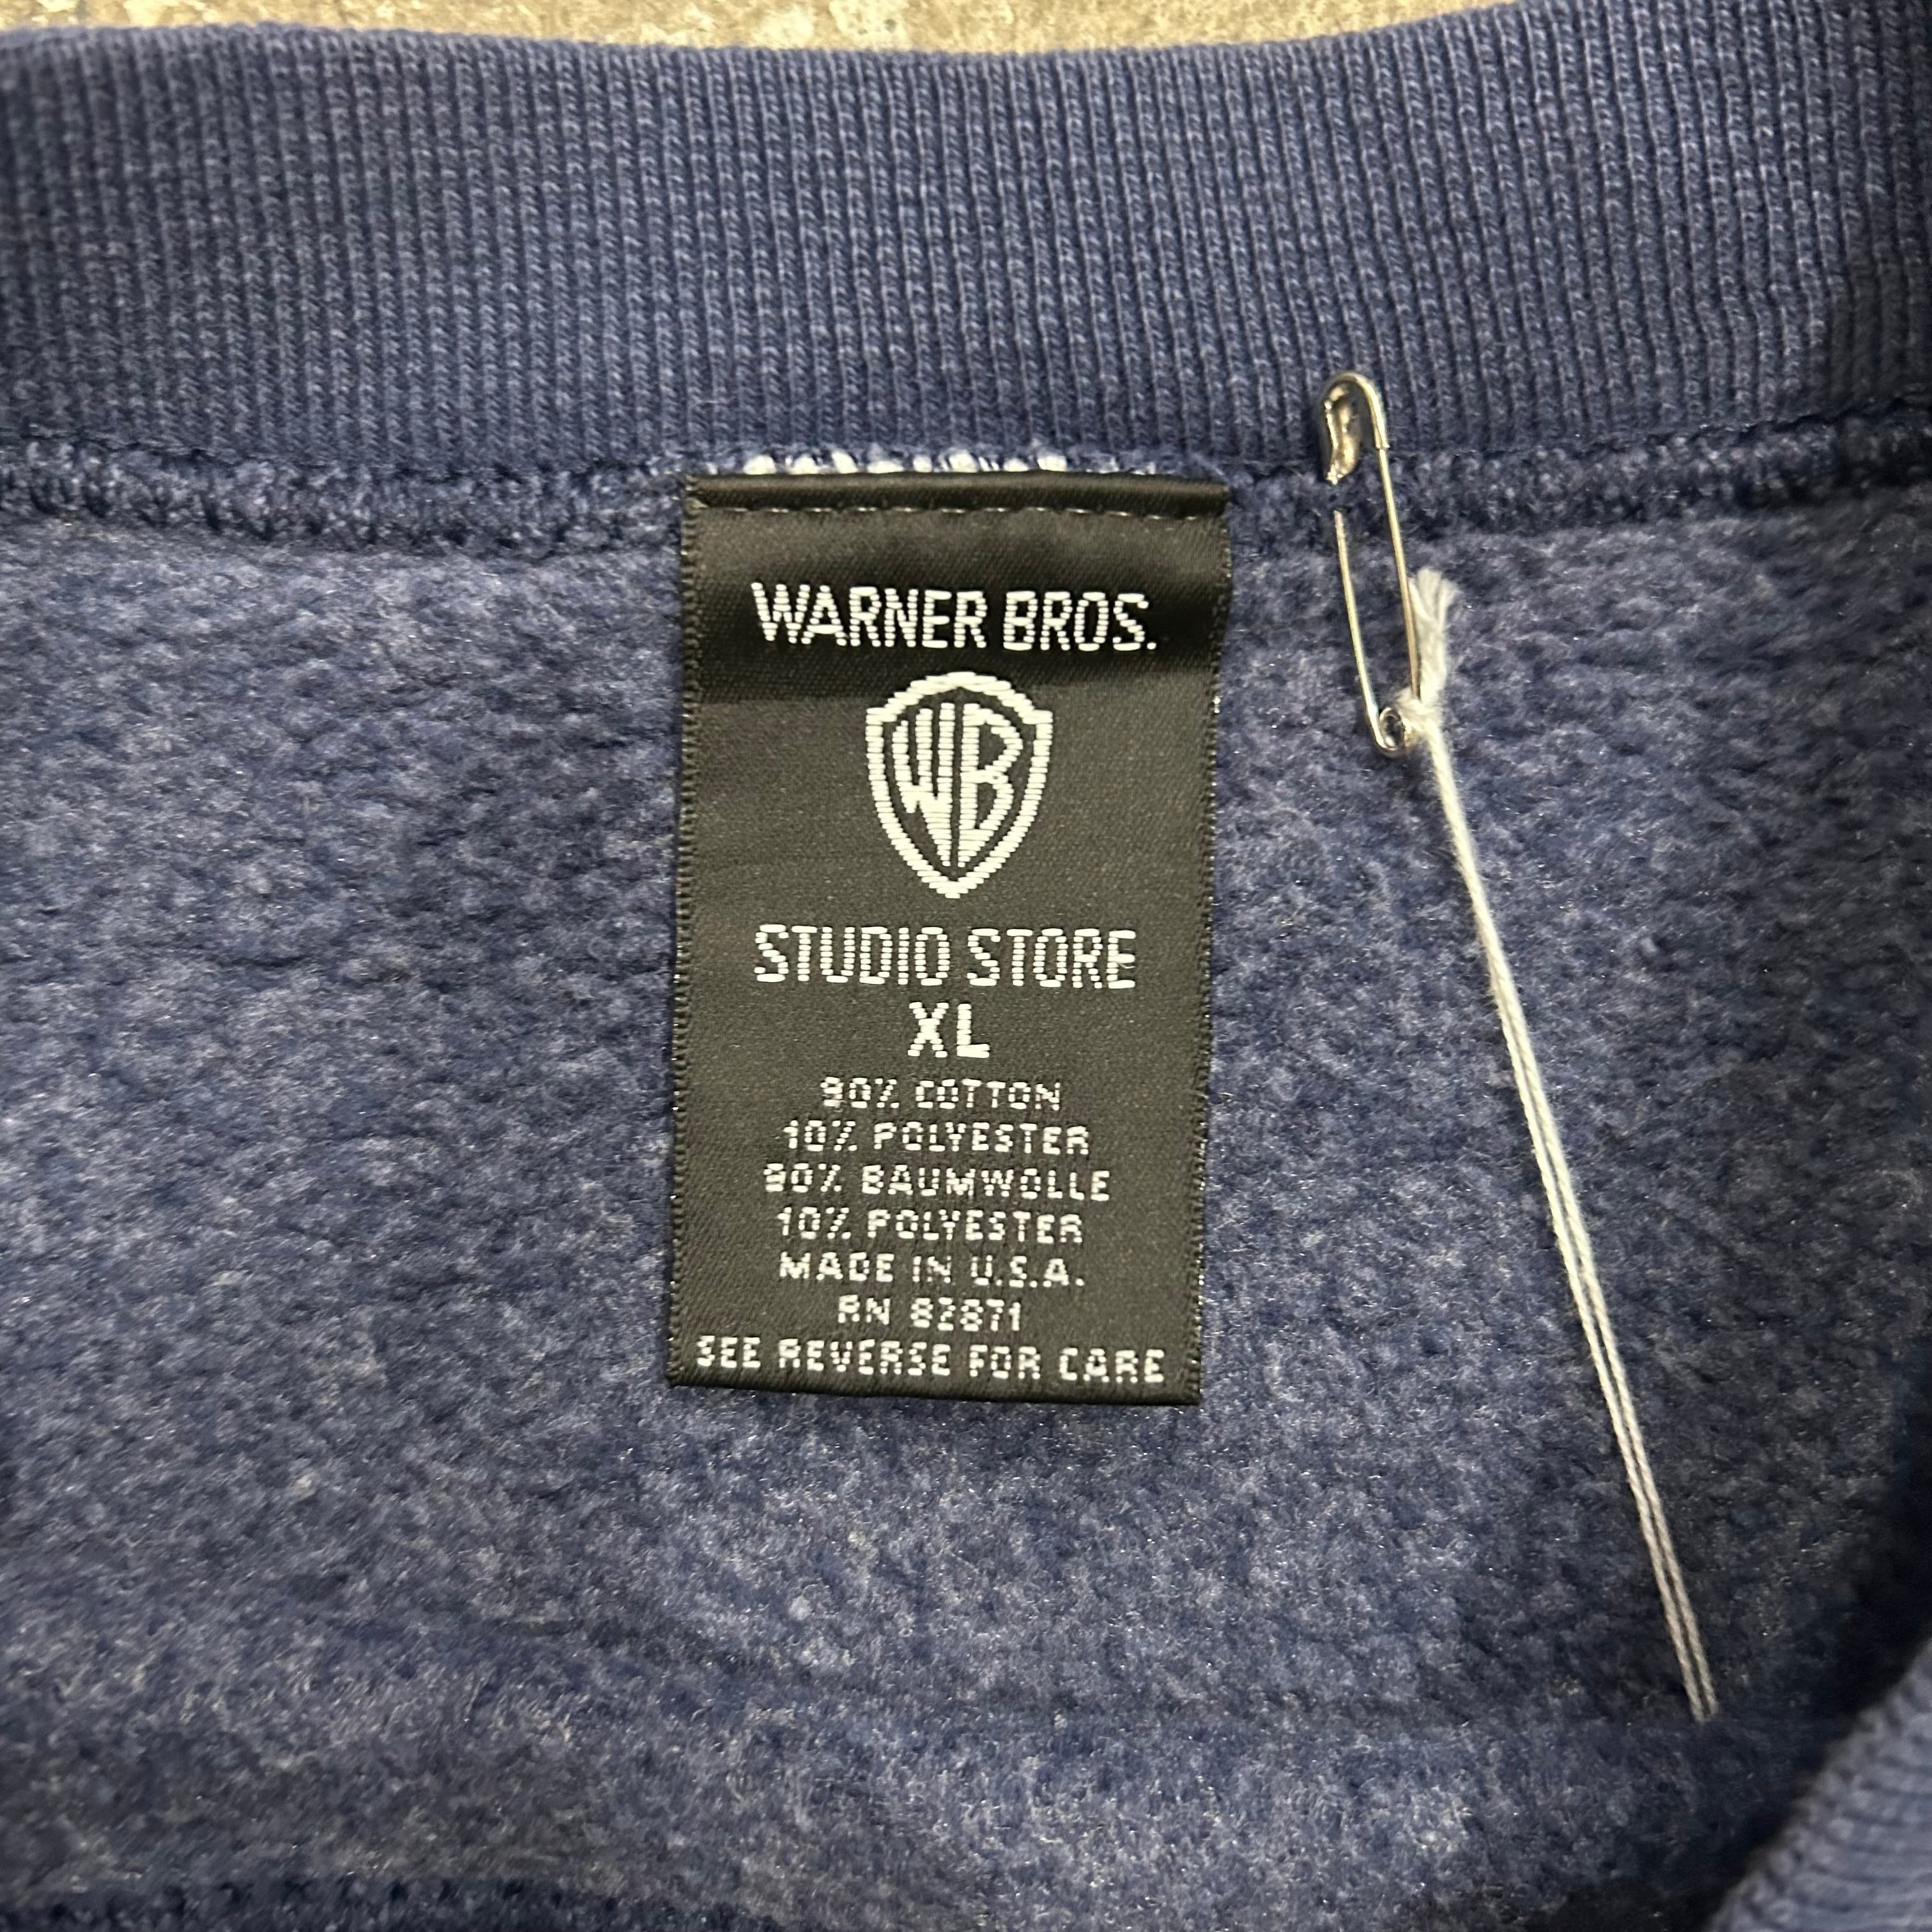 WARNER BROS.
WB
STUDIO STORE
XL
90% COTTON
10% POLYESTER
90% BAUMWOLLE
10% POLYESTER
MADE IN U.S.A.
RN 82871
SEE REVERSE FOR CARE